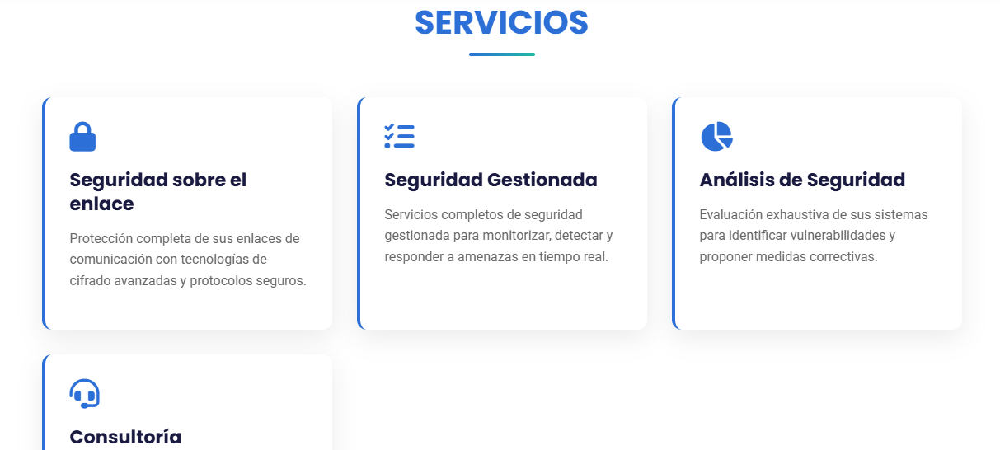 SERVICIOS
Seguridad sobre el
enlace
Protección completa de sus enlaces de
comunicación con tecnologías de
cifrado avanzadas y protocolos seguros.
Seguridad Gestionada
Servicios completos de seguridad
gestionada para monitorizar, detectar y
responder a amenazas en tiempo real.
Análisis de Seguridad
Evaluación exhaustiva de sus sistemas
para identificar vulnerabilidades y
proponer medidas correctivas.
Consultoría